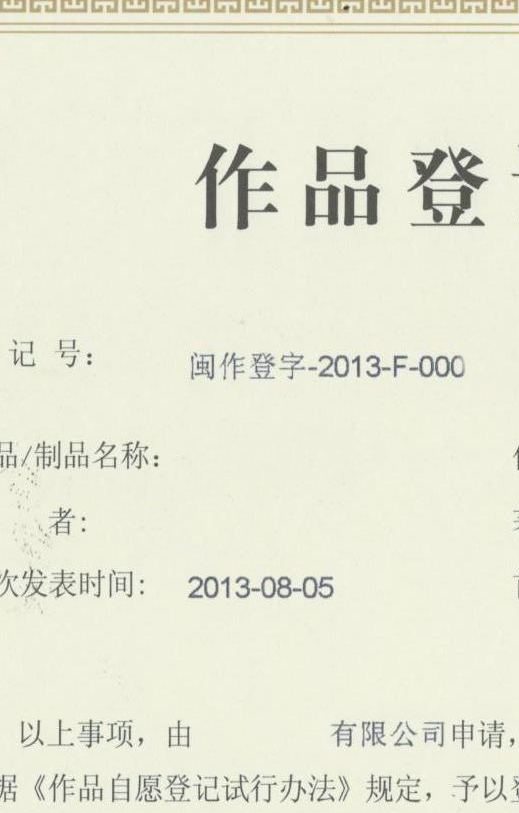 作品登
记号：
闽作登字-2013-F-000
品/制品名称：
者:
次发表时间: 2013-08-05
以上事项，由 有限公司申请，
据《作品自愿登记试行办法》规定，予以登